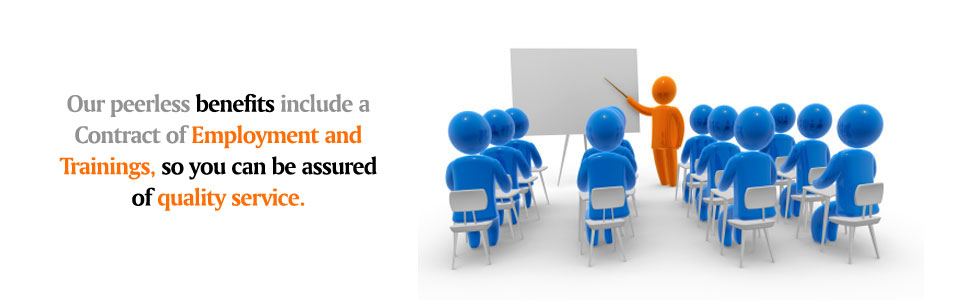 Our peerless benefits include a
Contract of Employment and
Trainings, so you can be assured
of quality service.